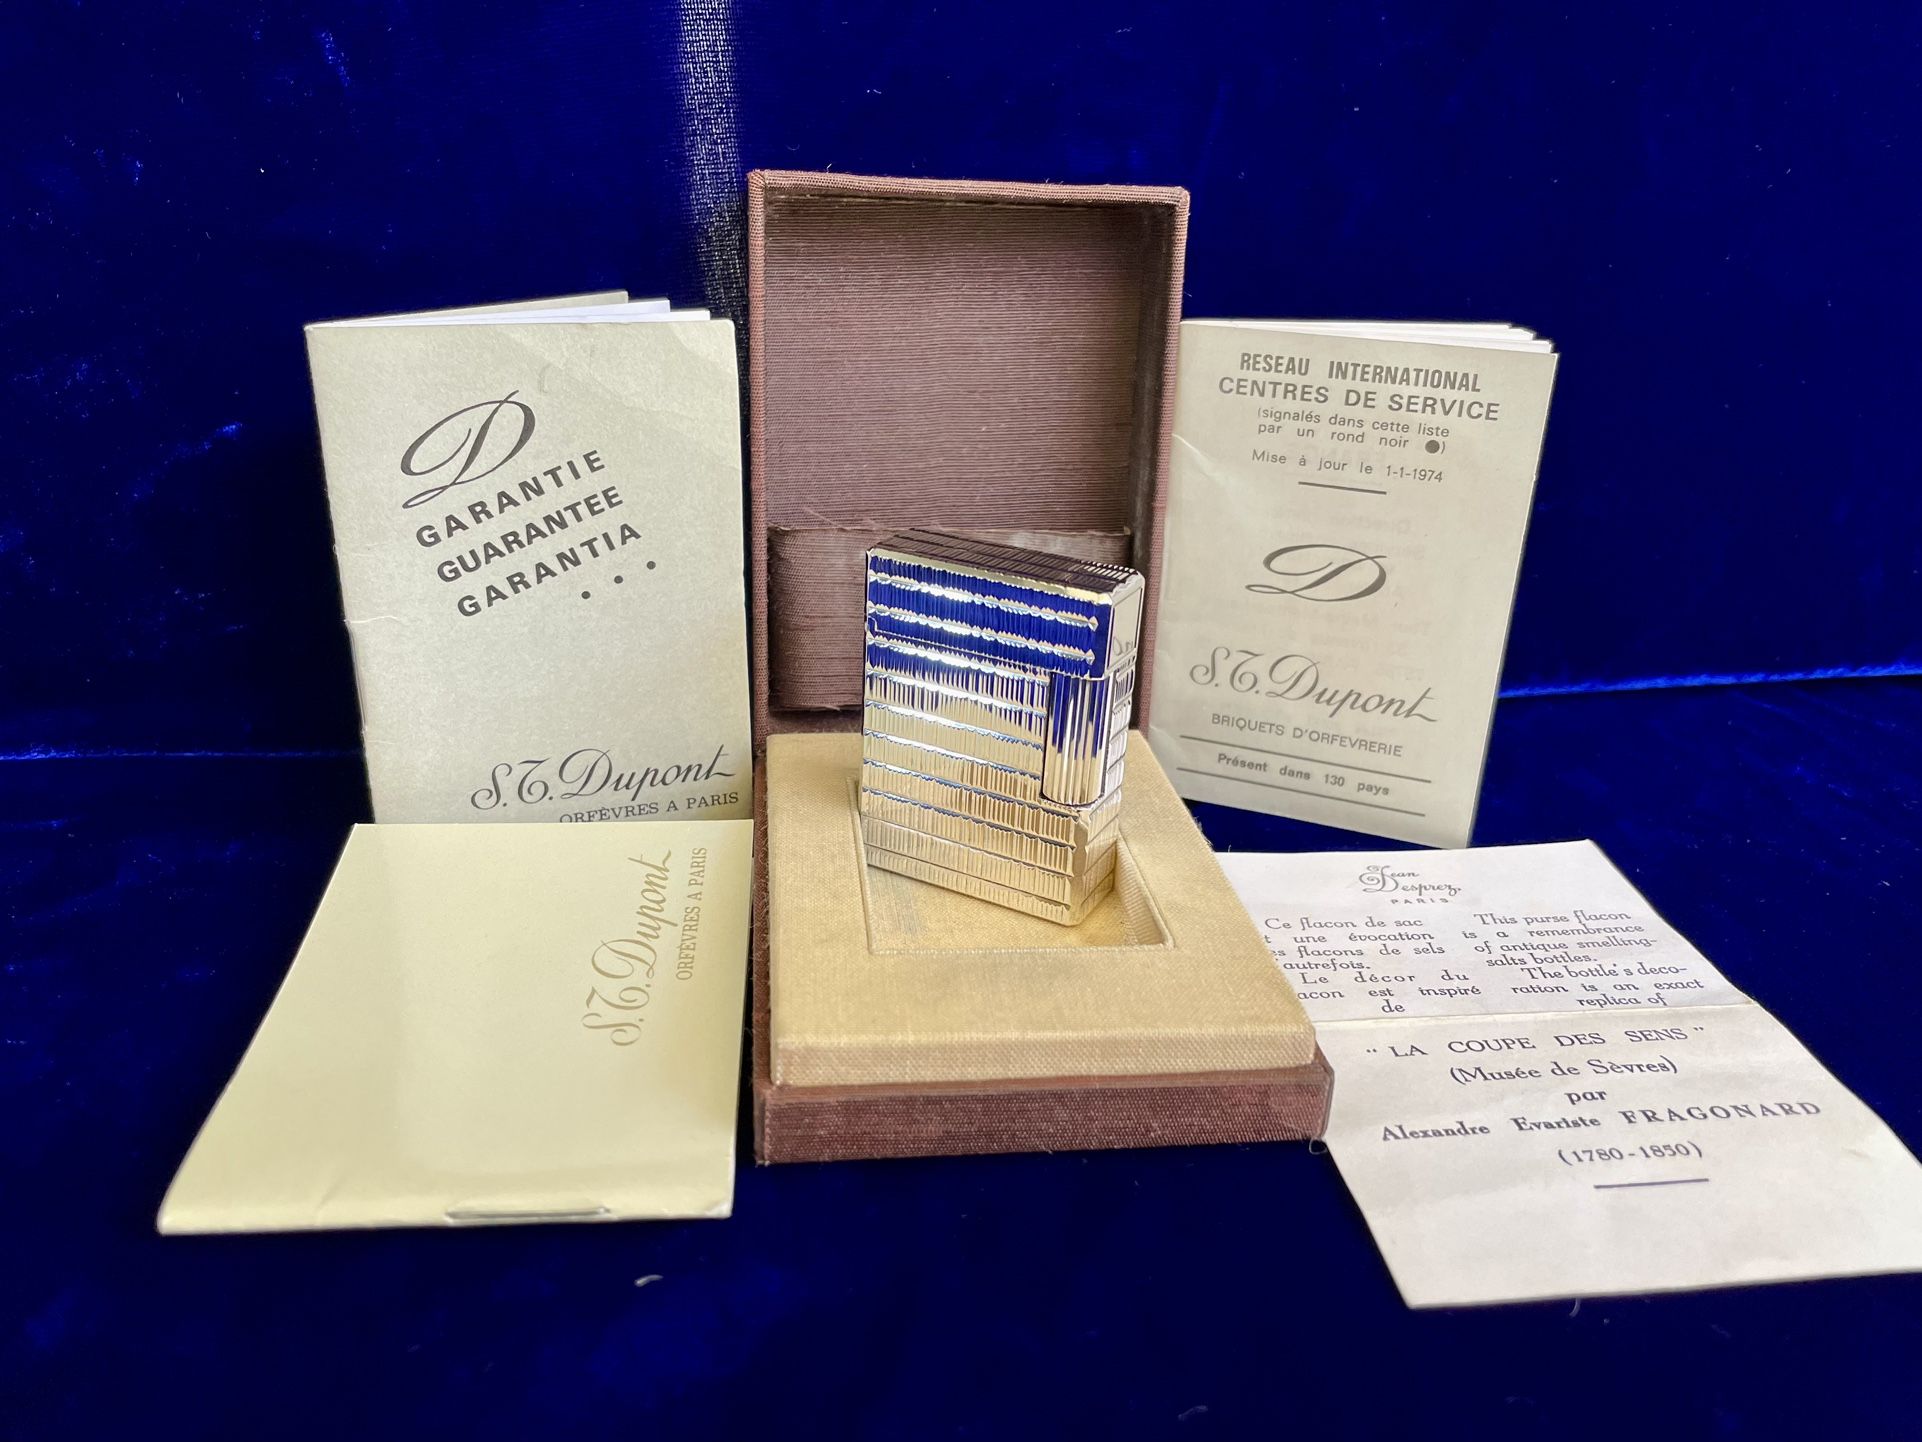 D
GARANTIE
GUARANTEE
GARANTIA
...
S.T. Dupont
ORFÈVRES A PARIS
S.T. Dupont
ORFÈVRES A PARIS
RESEAU INTERNATIONAL
CENTRES DE SERVICE
(signalés dans cette liste
par un rond noir ●)
Mise à jour le 1-1-1974
D
S.T. Dupont
BRIQUETS D'ORFEVRERIE
Présent dans 130 pays
Jean
Desprez
PARIS
Ce flacon de sac
une évocation
flacons de sels
autrefois.
Le décor du
est inspiré
de
This purse flacon
is a remembrance
of antique smelling-
salts bottles.
The bottle's deco-
ration is an exact
replica of
"LA COUPE DES SENS"
(Musée de Sèvres)
par
Alexandre Evariste FRAGONARD
(1780-1850)